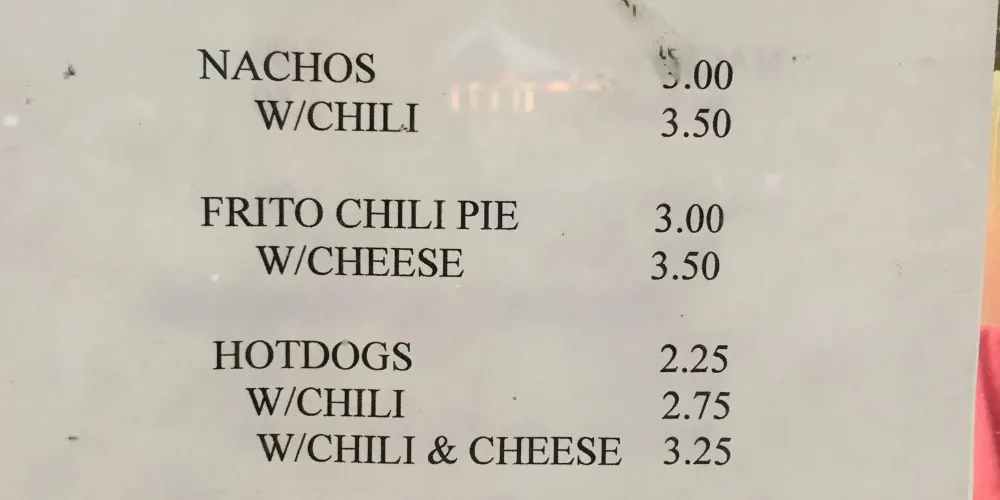 NACHOS 3.00
W/CHILI 3.50
FRITO CHILI PIE 3.00
W/CHEESE 3.50
HOTDOGS 2.25
W/CHILI 2.75
W/CHILI & CHEESE 3.25